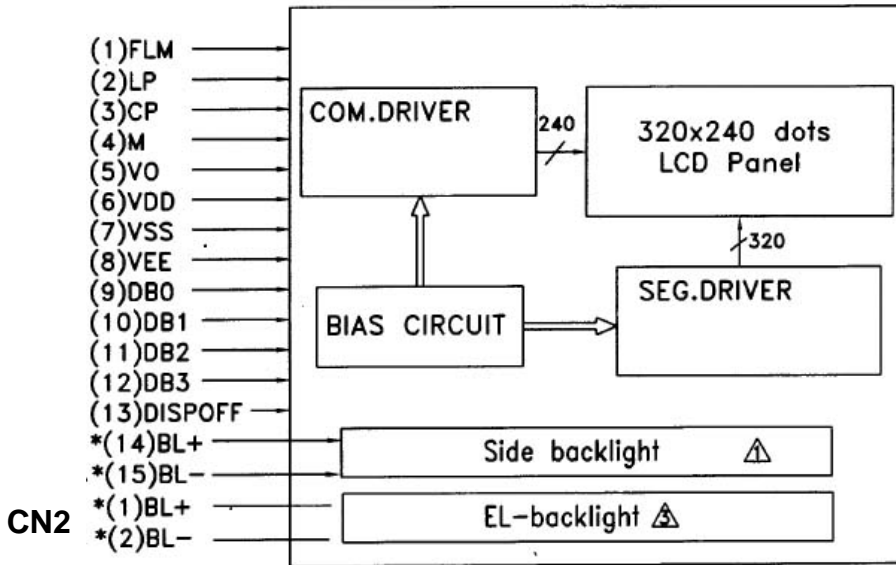 (1)FLM
(2)LP
(3)CP
(4)M
(5)VO
(6)VDD
(7)VSS
(8)VEE
(9)DB0
(10)DB1
(11)DB2
(12)DB3
(13)DISPOFF
*(14)BL+
*(15)BL-
CN2
*(1)BL+
*(2)BL-
COM.DRIVER
240
320x240 dots
LCD Panel
320
BIAS CIRCUIT
SEG.DRIVER
Side backlight 1
EL-backlight 3